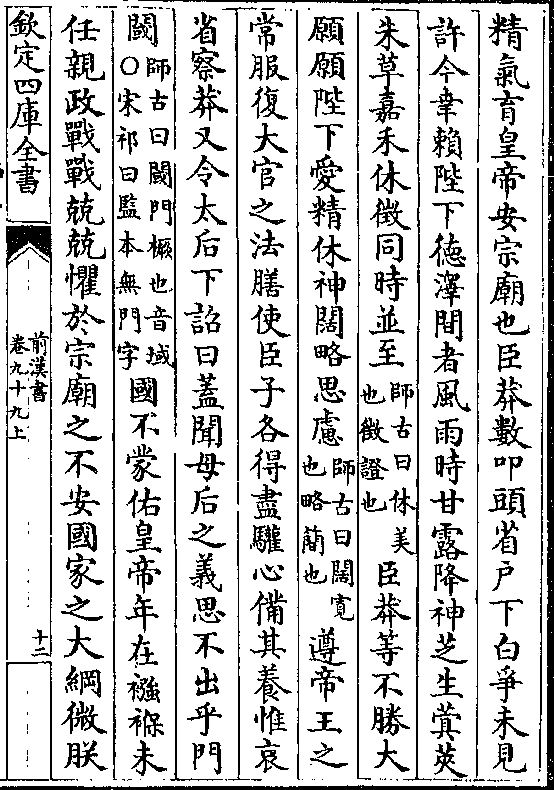 精氣育皇帝安宗廟也臣莽數叩頭省户下白爭未見
許今幸賴陛下德澤間者風雨時甘露降神芝生蓂莢
朱草嘉禾休徵同時並至師古曰休美也徵證也臣莽等不勝大
願願陛下愛精休神闊略思慮師古曰闊寛也略簡也遵帝王之
常服復大官之法膳使臣子各得盡驩心備其養惟哀
省察莽又令太后下詔曰蓋聞母后之義思不出乎門
閾師古曰閾門橛也音域○宋祁曰監本無門字國不蒙佑皇帝年在襁褓未
任親政戰戰兢兢懼於宗廟之不安國家之大綱微朕
欽定四庫全書
前漢書
卷九十九上
十二